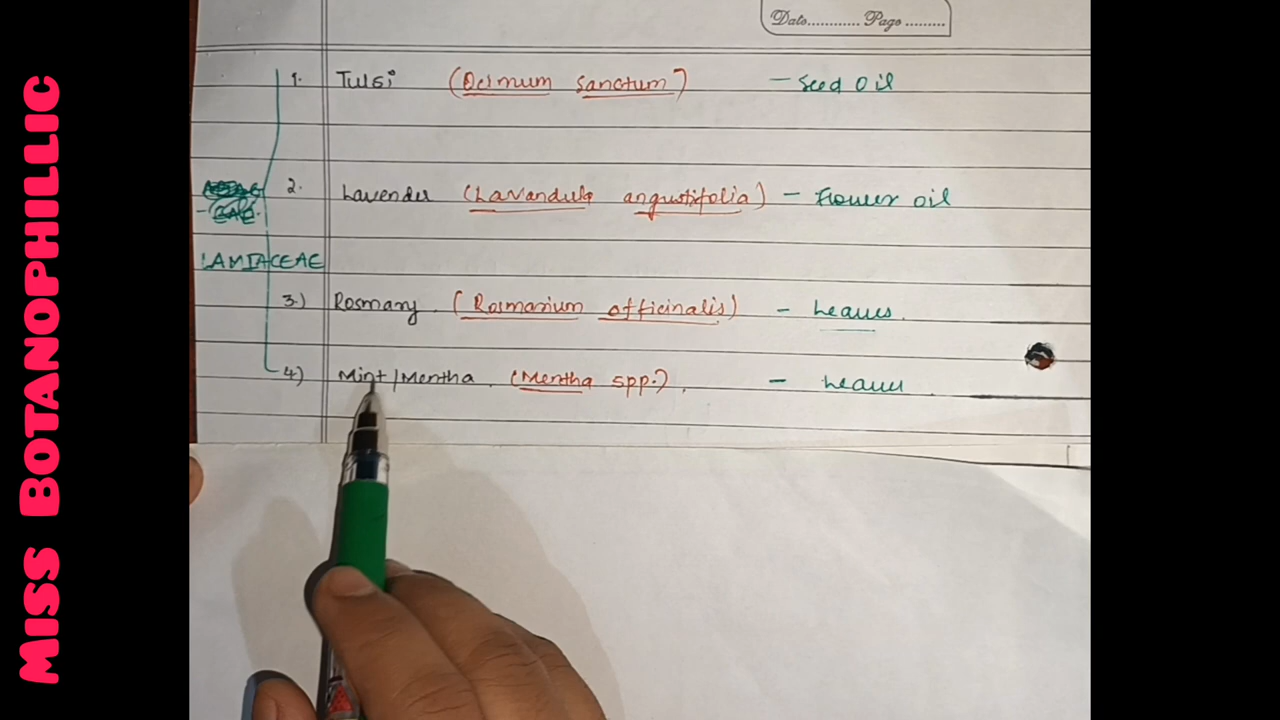 MISS BOTANOPHILLIC
Date............ Page .........
1. Tulsi (Ocimum Sanctum) - Seed Oil
2. Lavender (Lavandula angustifolia) - Flower oil
LAMIACEAE
3.) Rosmary. (Rosmarium officinalis) - Leaves.
4.) Mint/Mentha. (Mentha spp.). - Leaves.